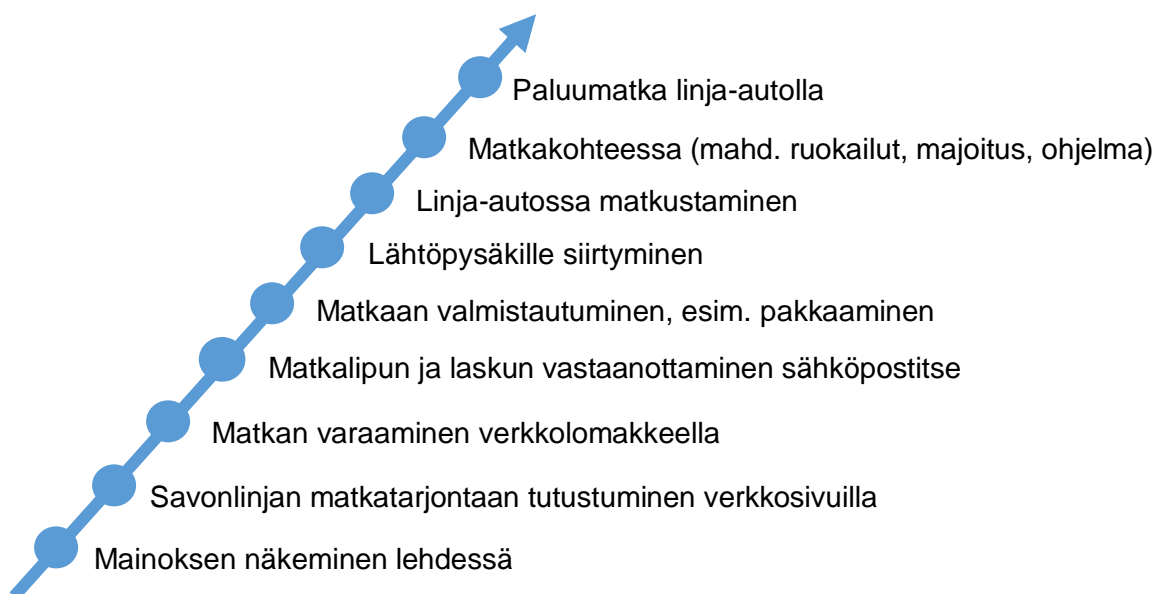 Paluumatka linja-autolla
Matkakohteessa (mahd. ruokailut, majoitus, ohjelma)
Linja-autossa matkustaminen
Lähtöpysäkille siirtyminen
Matkaan valmistautuminen, esim. pakkaaminen
Matkalipun ja laskun vastaanottaminen sähköpostitse
Matkan varaaminen verkkolomakkeella
Savonlinjan matkatarjontaan tutustuminen verkkosivuilla
Mainoksen näkeminen lehdessä